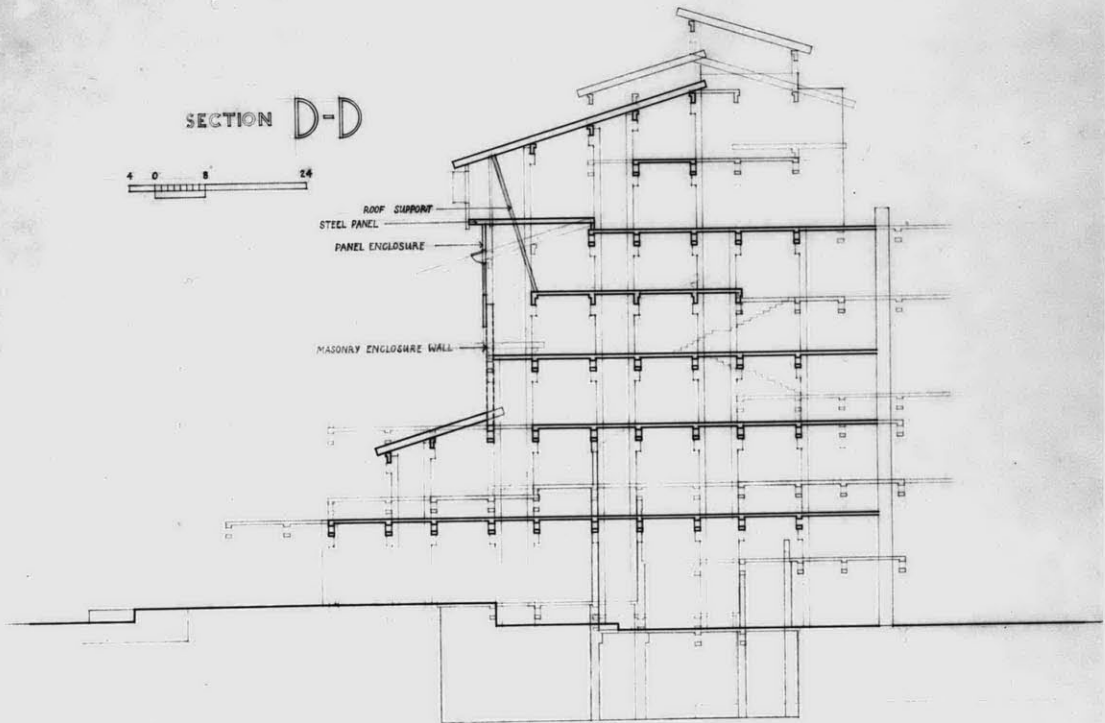 SECTION D-D
4 0 8 24
ROOF SUPPORT
STEEL PANEL
PANEL ENCLOSURE
MASONRY ENCLOSURE WALL